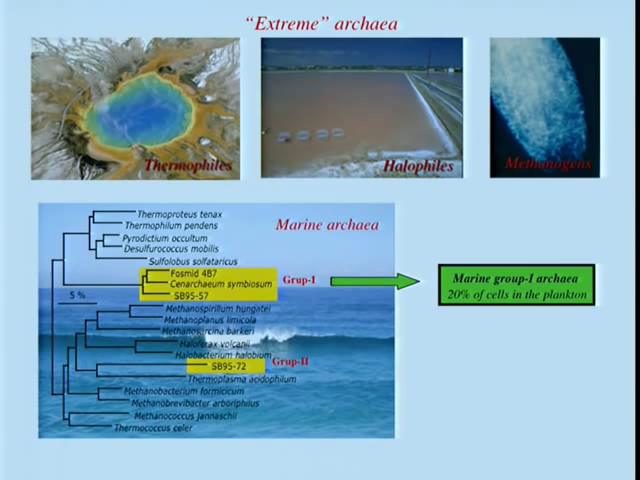 “Extreme” archaea
Thermophiles
Halophiles
Methanogens
Marine archaea
Thermoproteus tenax
Thermophilum pendens
Pyrodictium occultum
Desulfurococcus mobilis
Sulfolobus solfataricus
Fosmid 4B7
Cenarchaeum symbiosum
SB95-57
Grup-I
5 %
Methanospirillum hungatei
Methanoplanus limicola
Methanosarcina barkeri
Haloferax volcanii
Halobacterium halobium
SB95-72
Grup-II
Thermoplasma acidophilum
Methanobacterium formicicum
Methanobrevibacter arboriphilus
Methanococcus jannaschii
Thermococcus celer
Marine group-I archaea
20% of cells in the plankton